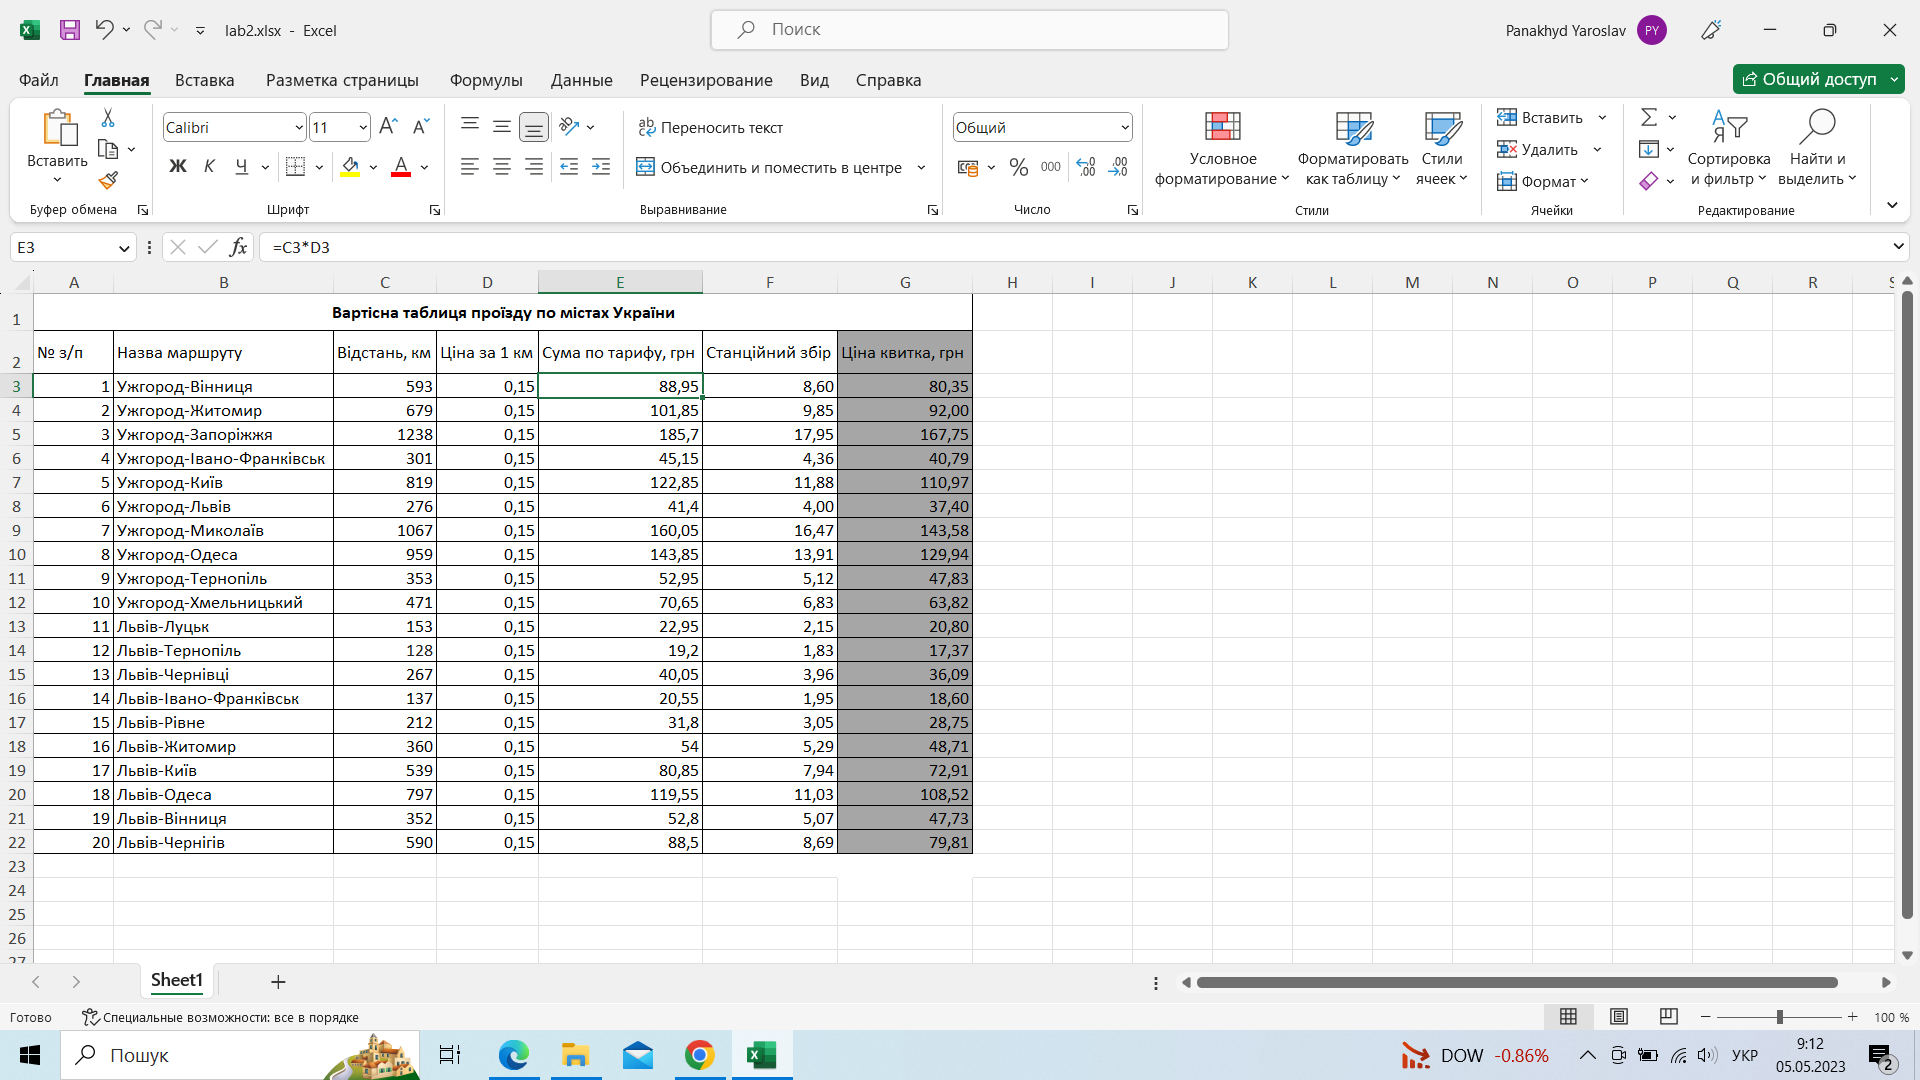 lab2.xlsx - Excel
Поиск
Panakhyd Yaroslav PY
Файл Главная Вставка Разметка страницы Формулы Данные Рецензирование Вид Справка Общий доступ
Вставить
Буфер обмена
Calibri 11
Ж К Ч А
Шрифт
Переносить текст
Объединить и поместить в центре
Выравнивание
Общий
% 000
Число
Условное форматирование
Форматировать как таблицу
Стили ячеек
Стили
Вставить
Удалить
Формат
Ячейки
Сортировка и фильтр
Найти и выделить
Редактирование
E3 fx =C3*D3
A B C D E F G H I J K L M N O P Q R S
1 Вартісна таблиця проїзду по містах України
2 № з/п Назва маршруту Відстань, км Ціна за 1 км Сума по тарифу, грн Станційний збір Ціна квитка, грн
3 1 Ужгород-Вінниця 593 0,15 88,95 8,60 80,35
4 2 Ужгород-Житомир 679 0,15 101,85 9,85 92,00
5 3 Ужгород-Запоріжжя 1238 0,15 185,7 17,95 167,75
6 4 Ужгород-Івано-Франківськ 301 0,15 45,15 4,36 40,79
7 5 Ужгород-Київ 819 0,15 122,85 11,88 110,97
8 6 Ужгород-Львів 276 0,15 41,4 4,00 37,40
9 7 Ужгород-Миколаїв 1067 0,15 160,05 16,47 143,58
10 8 Ужгород-Одеса 959 0,15 143,85 13,91 129,94
11 9 Ужгород-Тернопіль 353 0,15 52,95 5,12 47,83
12 10 Ужгород-Хмельницький 471 0,15 70,65 6,83 63,82
13 11 Львів-Луцьк 153 0,15 22,95 2,15 20,80
14 12 Львів-Тернопіль 128 0,15 19,2 1,83 17,37
15 13 Львів-Чернівці 267 0,15 40,05 3,96 36,09
16 14 Львів-Івано-Франківськ 137 0,15 20,55 1,95 18,60
17 15 Львів-Рівне 212 0,15 31,8 3,05 28,75
18 16 Львів-Житомир 360 0,15 54 5,29 48,71
19 17 Львів-Київ 539 0,15 80,85 7,94 72,91
20 18 Львів-Одеса 797 0,15 119,55 11,03 108,52
21 19 Львів-Вінниця 352 0,15 52,8 5,07 47,73
22 20 Львів-Чернігів 590 0,15 88,5 8,69 79,81
23
24
25
26
27
Sheet1
Готово Специальные возможности: все в порядке 100 %
Пошук
DOW -0.86% УКР 9:12
05.05.2023 2